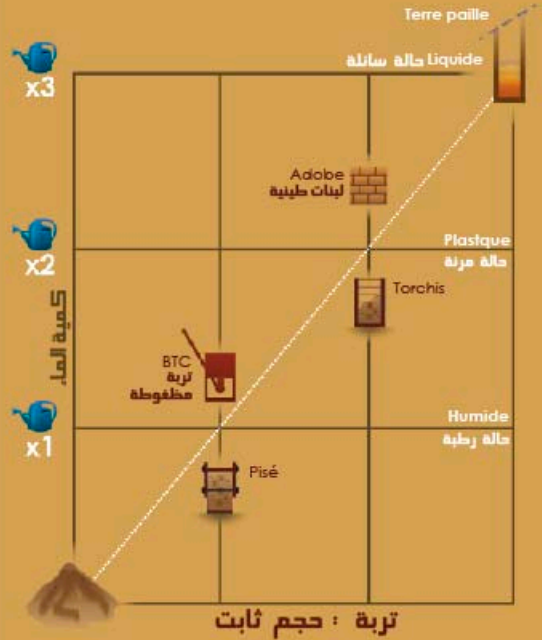 Terre paille
حالة سائلة Liquide
x3
Adobe
لبنات طينية
Plastque
حالة مرنة
x2
Torchis
كمية الماء
BTC
تربة
مظغوطة
Humide
حالة رطبة
x1
Pisé
تربة : حجم ثابت